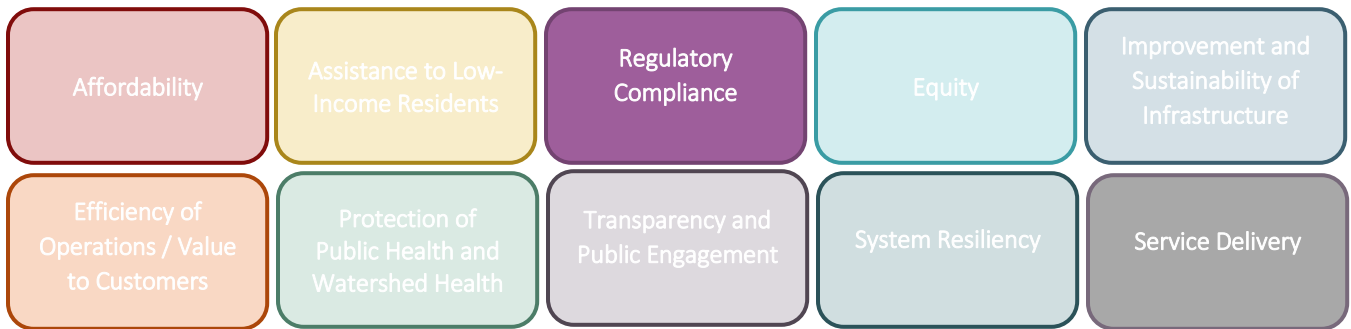 Affordability
Assistance to Low-
Income Residents
Regulatory
Compliance
Equity
Improvement and
Sustainability of
Infrastructure
Efficiency of
Operations / Value
to Customers
Protection of
Public Health and
Watershed Health
Transparency and
Public Engagement
System Resiliency
Service Delivery